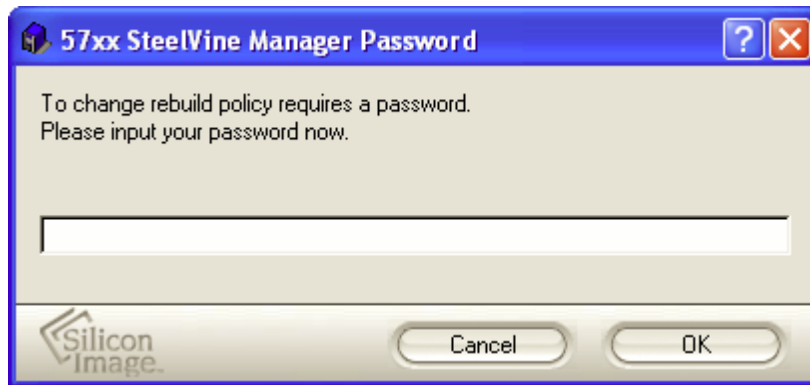 57xx SteelVine Manager Password
To change rebuild policy requires a password.
Please input your password now.
Silicon
Image
Cancel
OK